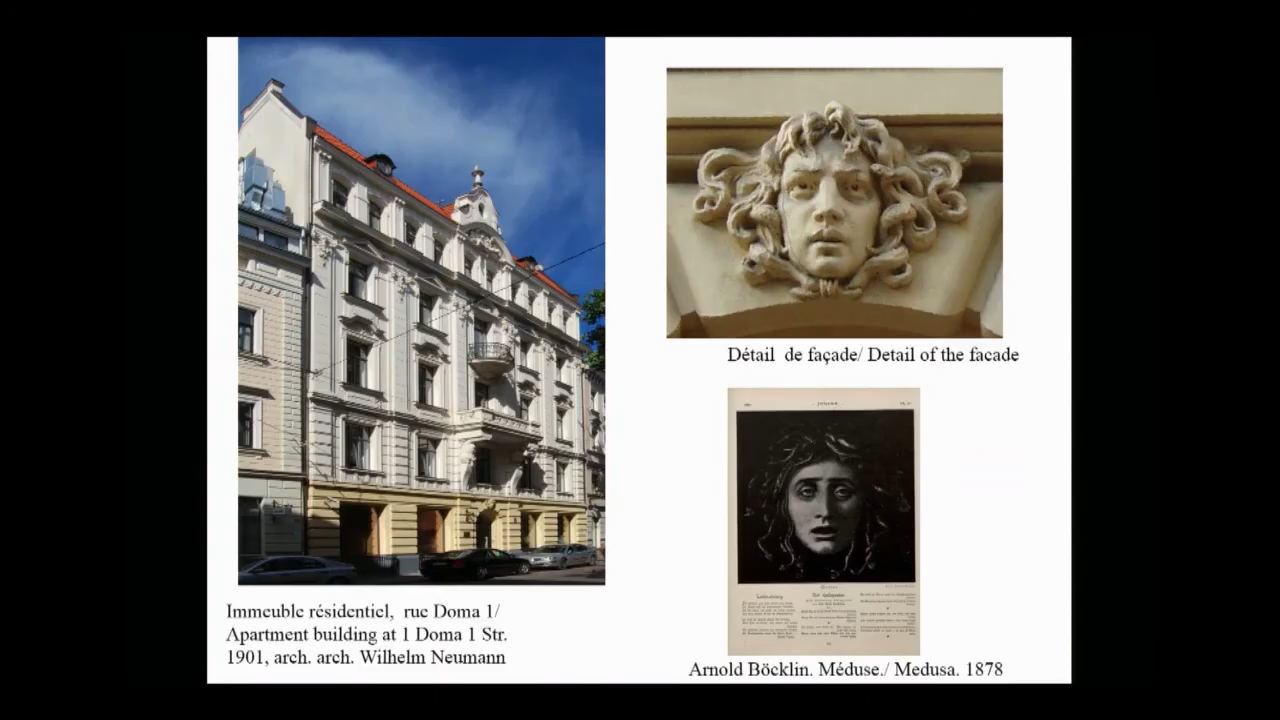 Détail  de façade/ Detail of the facade
Immeuble résidentiel,  rue Doma 1/
Apartment building at 1 Doma 1 Str.
1901, arch. arch. Wilhelm Neumann
JUGEND
Arnold Böcklin. Méduse./ Medusa. 1878